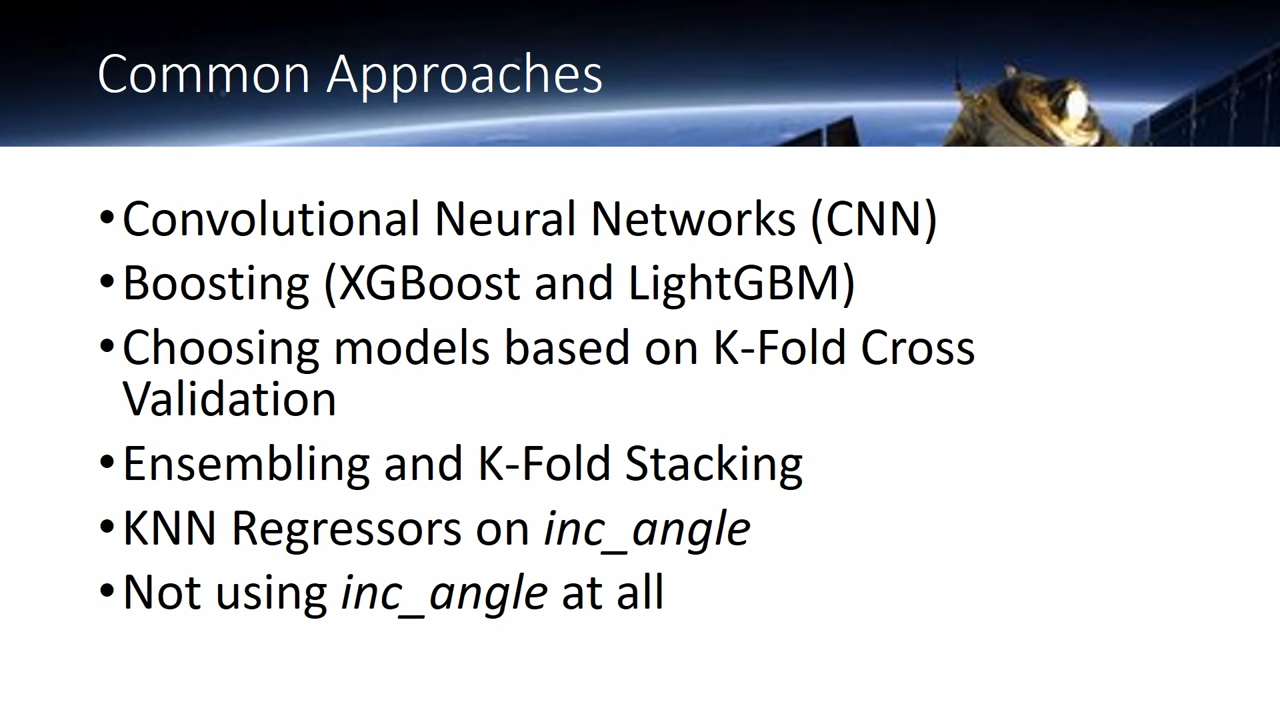 Common Approaches
•Convolutional Neural Networks (CNN)
•Boosting (XGBoost and LightGBM)
•Choosing models based on K-Fold Cross
Validation
•Ensembling and K-Fold Stacking
•KNN Regressors on inc_angle
•Not using inc_angle at all